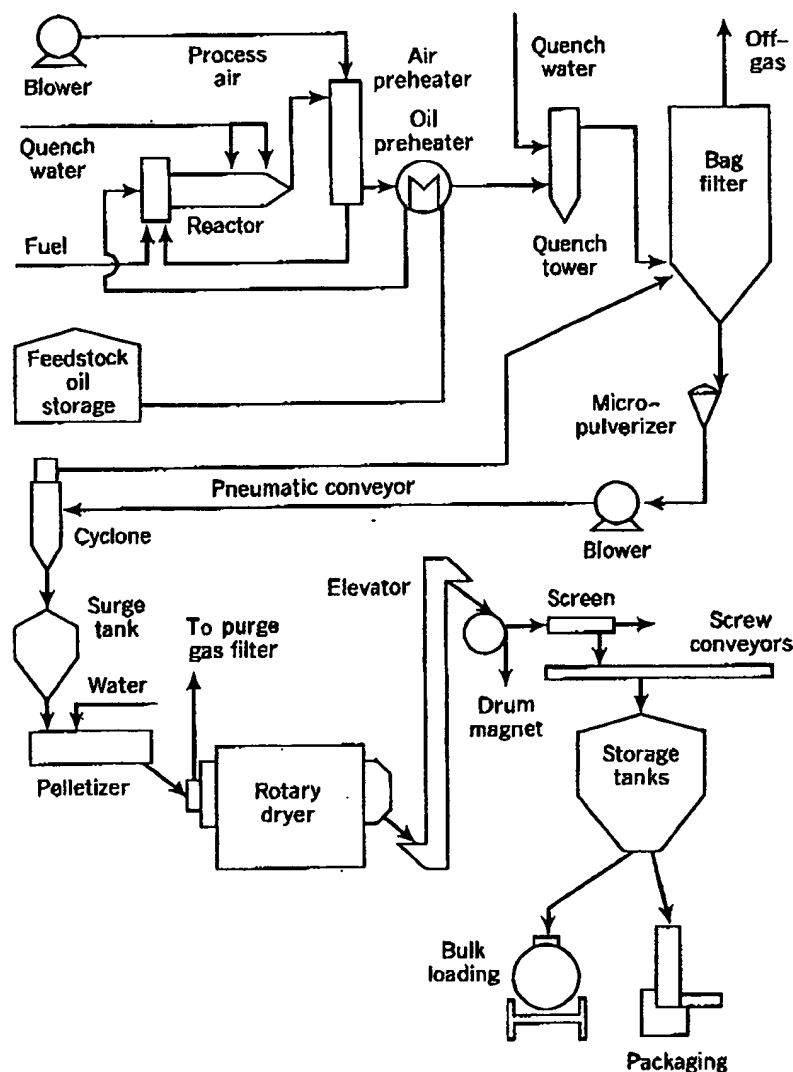 Blower
Process
air
Air
preheater
Quench
water
Off-
gas
Quench
water
Oil
preheater
Bag
filter
Reactor
Fuel
Quench
tower
Feedstock
oil
storage
Micro-
pulverizer
Pneumatic conveyor
Cyclone
Blower
Elevator
Surge
tank
To purge
gas filter
Screen
Screw
conveyors
Water
Drum
magnet
Pelletizer
Rotary
dryer
Storage
tanks
Bulk
loading
Packaging